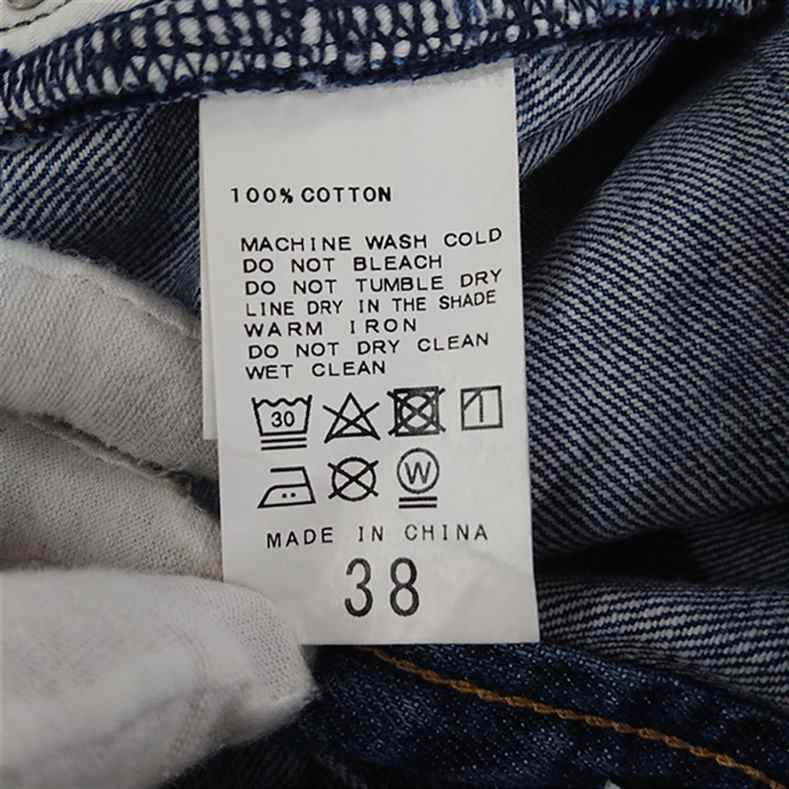 100% COTTON
MACHINE WASH COLD
DO NOT BLEACH
DO NOT TUMBLE DRY
LINE DRY IN THE SHADE
WARM IRON
DO NOT DRY CLEAN
WET CLEAN
30
W
MADE IN CHINA
38